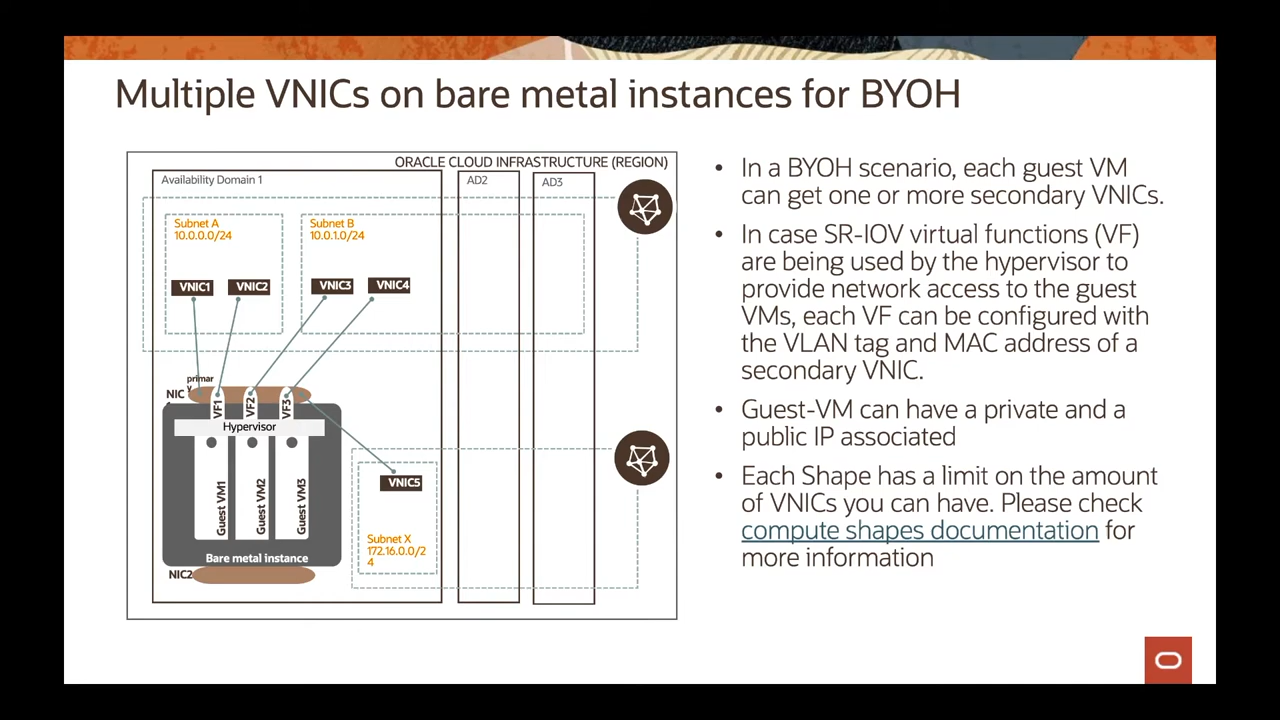 Multiple VNICs on bare metal instances for BYOH
ORACLE CLOUD INFRASTRUCTURE (REGION)
Availability Domain 1
AD2
AD3
Subnet A
10.0.0.0/24
Subnet B
10.0.1.0/24
VNIC1
VNIC2
VNIC3
VNIC4
primar
y
NIC
VF1
VF2
VF3
Hypervisor
Guest VM1
Guest VM2
Guest VM3
Bare metal instance
NIC2
VNIC5
Subnet X
172.16.0.0/2
4
• In a BYOH scenario, each guest VM
can get one or more secondary VNICs.
• In case SR-IOV virtual functions (VF)
are being used by the hypervisor to
provide network access to the guest
VMs, each VF can be configured with
the VLAN tag and MAC address of a
secondary VNIC.
• Guest-VM can have a private and a
public IP associated
• Each Shape has a limit on the amount
of VNICs you can have. Please check
compute shapes documentation for
more information